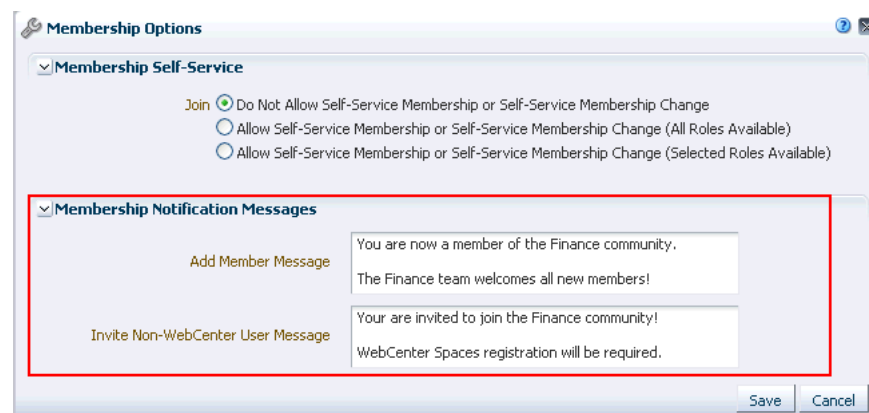 Membership Options
Membership Self-Service
Join Do Not Allow Self-Service Membership or Self-Service Membership Change
Allow Self-Service Membership or Self-Service Membership Change (All Roles Available)
Allow Self-Service Membership or Self-Service Membership Change (Selected Roles Available)
Membership Notification Messages
Add Member Message
You are now a member of the Finance community.
The Finance team welcomes all new members!
Invite Non-WebCenter User Message
Your are invited to join the Finance community!
WebCenter Spaces registration will be required.
Save Cancel